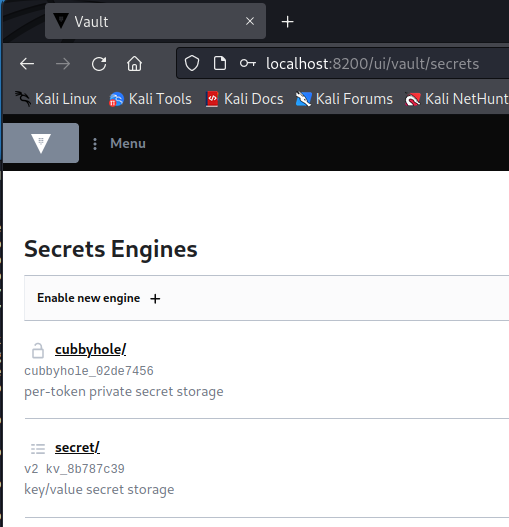 Vault
localhost:8200/ui/vault/secrets
Kali Linux Kali Tools Kali Docs Kali Forums Kali NetHunt
Menu
Secrets Engines
Enable new engine +
cubbyhole/
cubbyhole_02de7456
per-token private secret storage
secret/
v2 kv_8b787c39
key/value secret storage